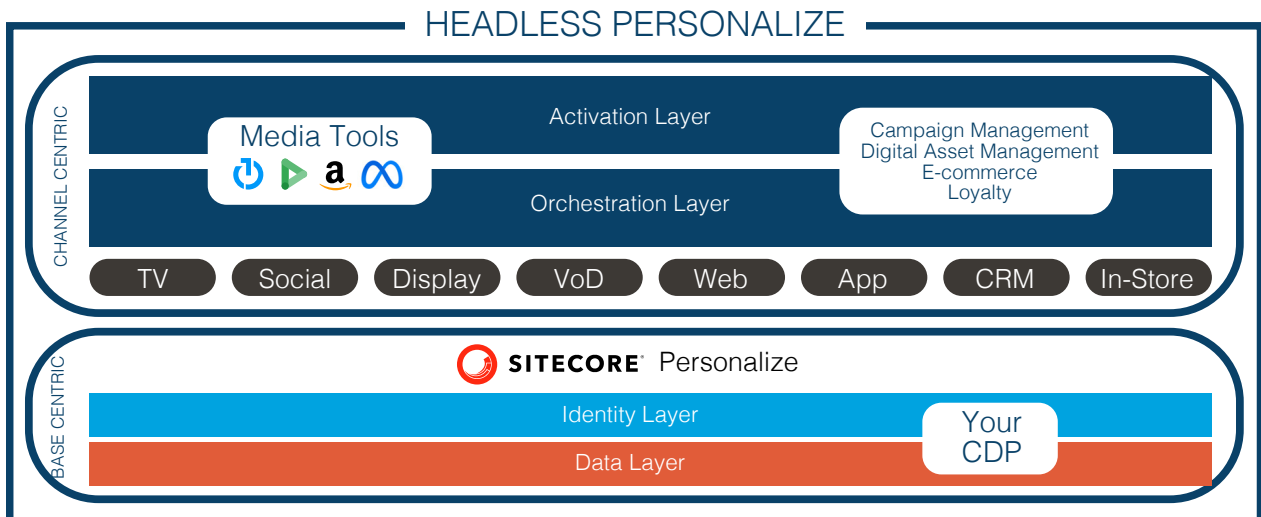 HEADLESS PERSONALIZE
CHANNEL CENTRIC
Activation Layer
Media Tools
a
Campaign Management
Digital Asset Management
E-commerce
Loyalty
Orchestration Layer
TV
Social
Display
VoD
Web
App
CRM
In-Store
BASE CENTRIC
SITECORE® Personalize
Identity Layer
Your
CDP
Data Layer